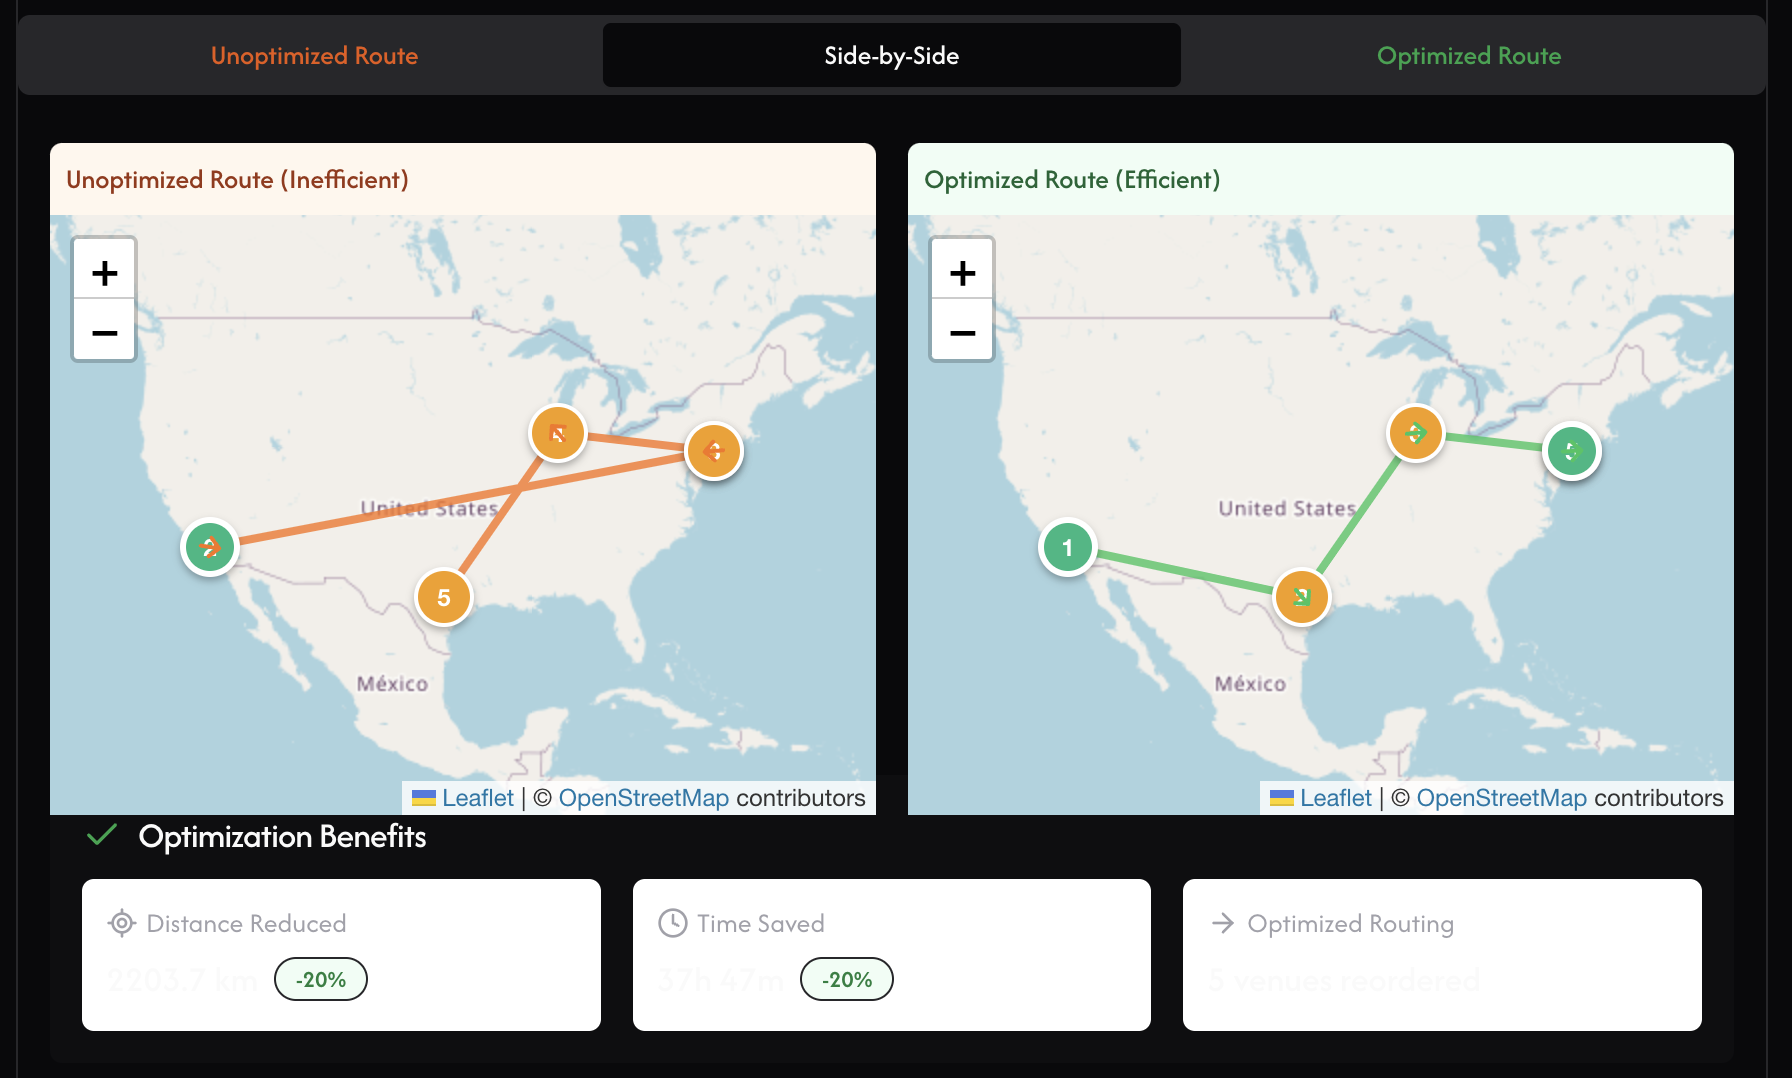 Unoptimized Route
Side-by-Side
Optimized Route
Unoptimized Route (Inefficient)
+
−
United States
México
5
Leaflet | © OpenStreetMap contributors
Optimized Route (Efficient)
+
−
United States
México
1
Leaflet | © OpenStreetMap contributors
Optimization Benefits
Distance Reduced
2203.7 km -20%
Time Saved
37h 47m -20%
Optimized Routing
5 venues reordered